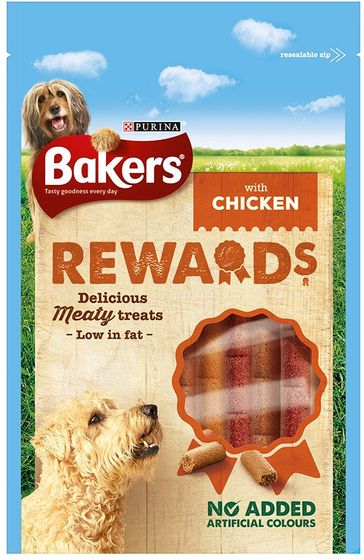 resealable zip
PURINA
Bakers
Tasty goodness every day
with
CHICKEN
REWARDS
Delicious
Meaty treats
- Low in fat -
NO ADDED
ARTIFICIAL COLOURS